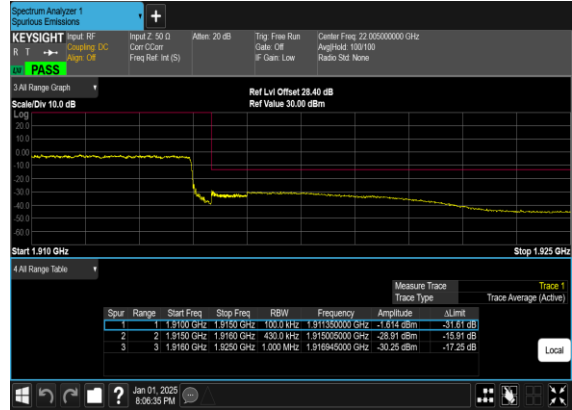 Spectrum Analyzer 1
Spurious Emissions
+
KEYSIGHT Input: RF Input Z: 50 Ω Atten: 20 dB Trig: Free Run Center Freq: 22.005000000 GHz
R T Coupling: DC Corr CCorr Gate: Off Avg|Hold: 100/100
Align: Off Freq Ref: Int (S) IF Gain: Low Radio Std: None
LW PASS
3 All Range Graph
Ref Lvl Offset 28.40 dB
Scale/Div 10.0 dB Ref Value 30.00 dBm
Log
20.0
10.0
0.00
-10.0
-20.0
-30.0
-40.0
-50.0
-60.0
Start 1.910 GHz Stop 1.925 GHz
4 All Range Table
Measure Trace Trace 1
Trace Type Trace Average (Active)
Spur Range Start Freq Stop Freq RBW Frequency Amplitude ΔLimit
1 1 1.9100 GHz 1.9150 GHz 100.0 kHz 1.911350000 GHz -1.614 dBm -31.61 dB
2 2 1.9150 GHz 1.9160 GHz 430.0 kHz 1.915005000 GHz -28.91 dBm -15.91 dB
3 3 1.9160 GHz 1.9250 GHz 1.000 MHz 1.916945000 GHz -30.25 dBm -17.25 dB
Local
? Jan 01, 2025
8:06:35 PM